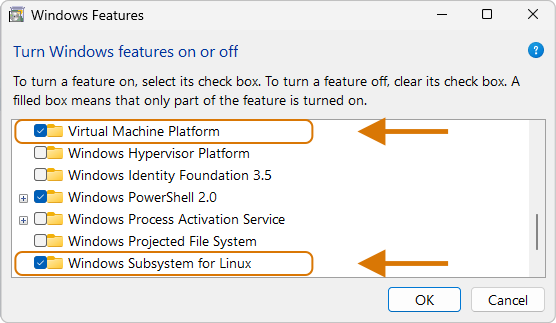 Windows Features
Turn Windows features on or off
?
To turn a feature on, select its check box. To turn a feature off, clear its check box. A
filled box means that only part of the feature is turned on.
Virtual Machine Platform
Windows Hypervisor Platform
Windows Identity Foundation 3.5
Windows PowerShell 2.0
Windows Process Activation Service
Windows Projected File System
Windows Subsystem for Linux
OK
Cancel